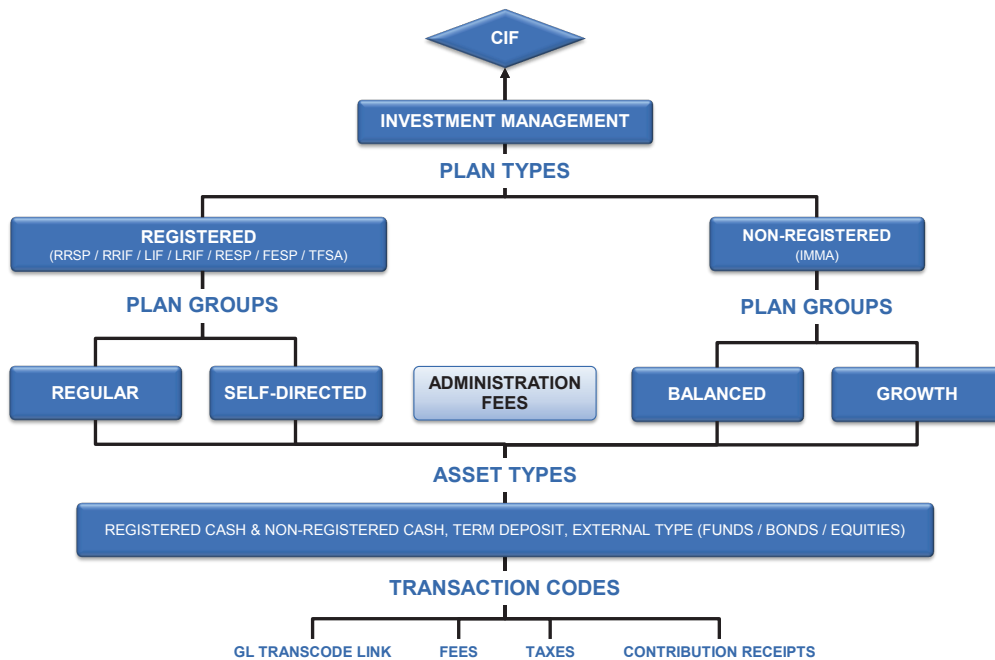 CIF
INVESTMENT MANAGEMENT
PLAN TYPES
REGISTERED
(RRSP / RRIF / LIF / LRIF / RESP / FESP / TFSA)
NON-REGISTERED
(IMMA)
PLAN GROUPS
PLAN GROUPS
REGULAR
SELF-DIRECTED
ADMINISTRATION
FEES
BALANCED
GROWTH
ASSET TYPES
REGISTERED CASH & NON-REGISTERED CASH, TERM DEPOSIT, EXTERNAL TYPE (FUNDS / BONDS / EQUITIES)
TRANSACTION CODES
GL TRANSCODE LINK
FEES
TAXES
CONTRIBUTION RECEIPTS